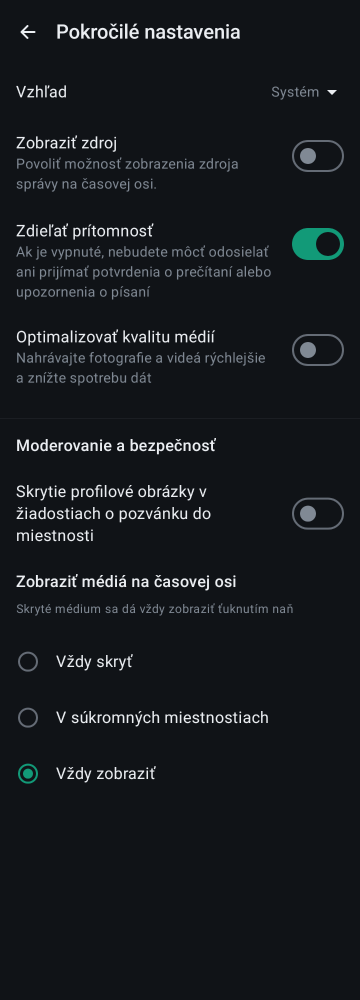 Pokročilé nastavenia
Vzhľad
Systém
Zobraziť zdroj
Povoliť možnosť zobrazenia zdroja
správy na časovej osi.
Zdieľať prítomnosť
Ak je vypnuté, nebudete môcť odosielať
ani prijímať potvrdenia o prečítaní alebo
upozornenia o písaní
Optimalizovať kvalitu médií
Nahrávajte fotografie a videá rýchlejšie
a znížte spotrebu dát
Moderovanie a bezpečnosť
Skrytie profilové obrázky v
žiadostiach o pozvánku do
miestnosti
Zobraziť médiá na časovej osi
Skryté médium sa dá vždy zobraziť ťuknutím naň
Vždy skryť
V súkromných miestnostiach
Vždy zobraziť